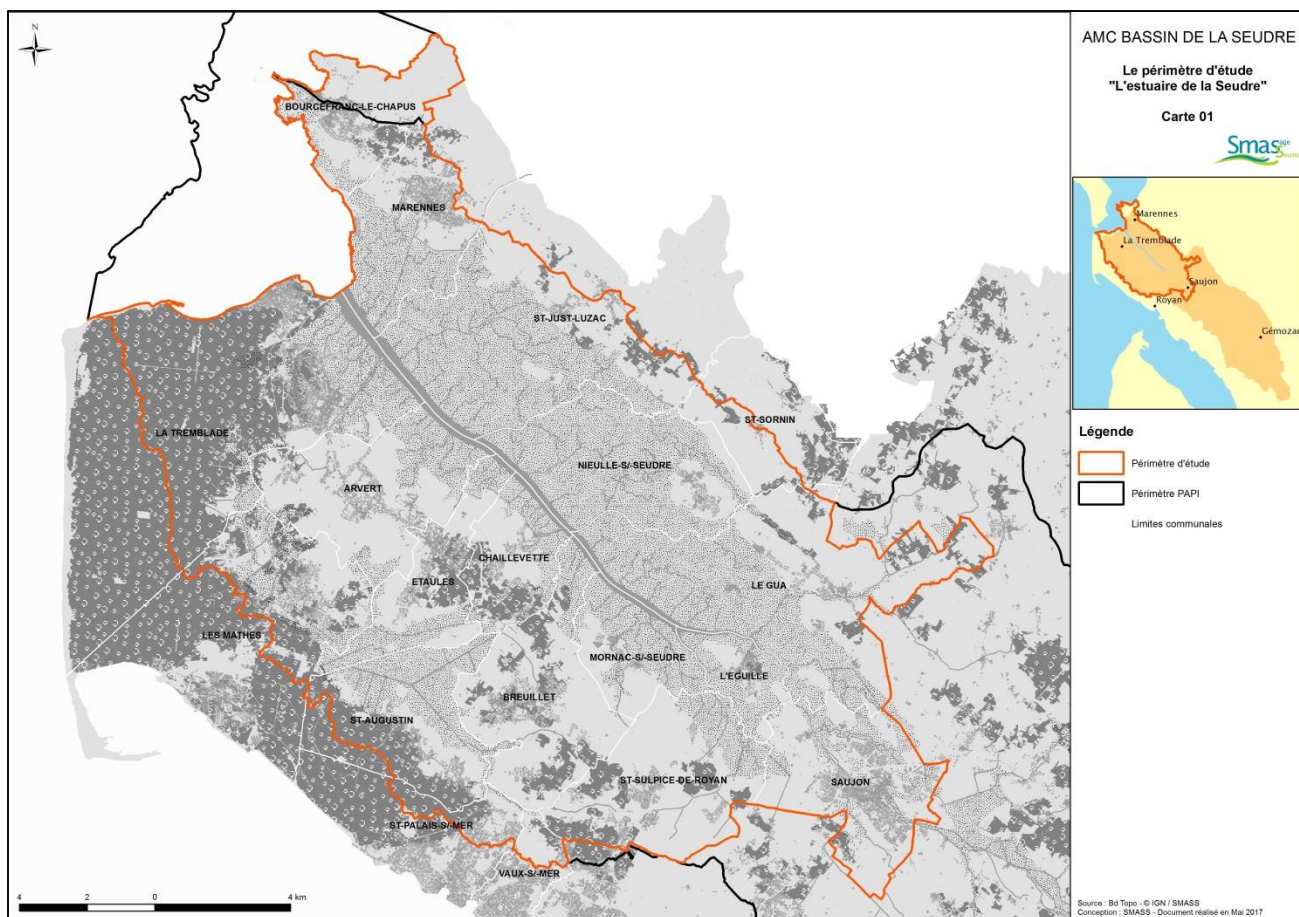 N
BOURCEFRANC-LE-CHAPUS
MARENNES
ST-JUST-LUZAC
LA TREMBLADE
ST-SORNIN
NIEULLE-S/-SEUDRE
ARVERT
CHAILLEVETTE
ETAULES
LE GUA
LES MATHES
MORNAC-S/-SEUDRE
L'EGUILLE
BREUILLET
ST-AUGUSTIN
ST-SULPICE-DE-ROYAN
SAUJON
ST-PALAIS-S/-MER
VAUX-S/-MER
4 2 0 4 km
AMC BASSIN DE LA SEUDRE
Le périmètre d'étude
"L'estuaire de la Seudre"
Carte 01
Smas
Marennes
La Tremblade
Saujon
Royan
Gémozac
Légende
Périmètre d'étude
Périmètre PAPI
Limites communales
Source : Bd Topo - © IGN / SMASS
Conception : SMASS - Document réalisé en Mai 2017